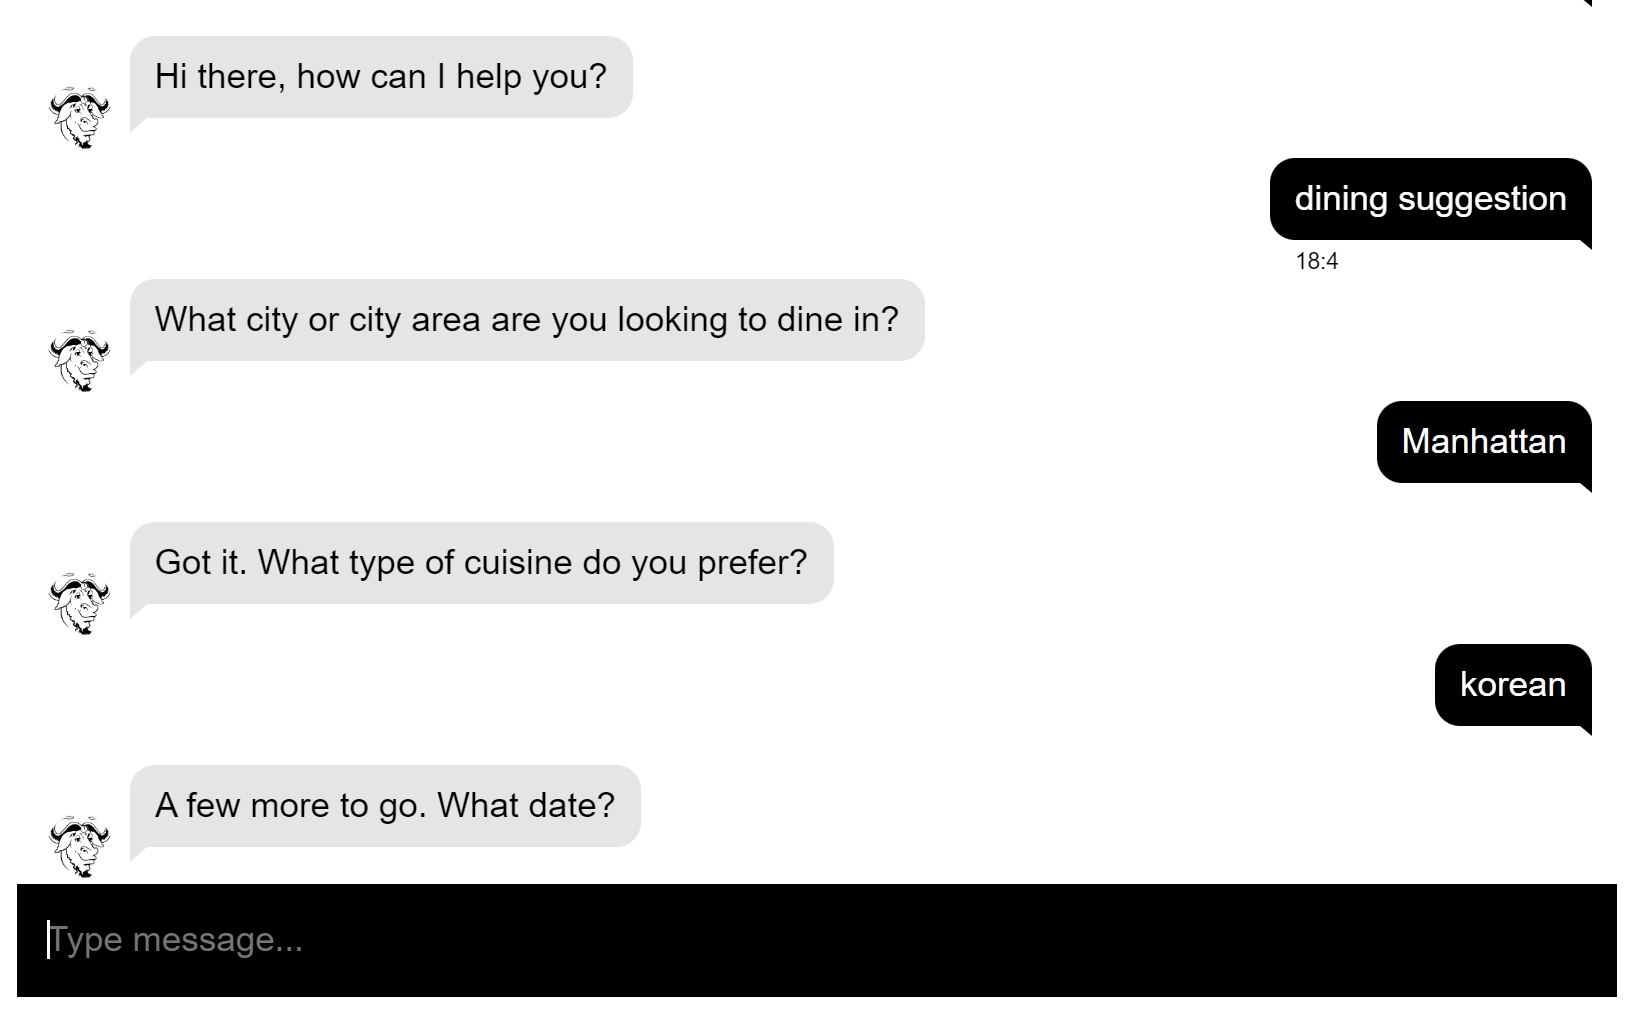 Hi there, how can I help you?
dining suggestion
18:4
What city or city area are you looking to dine in?
Manhattan
Got it. What type of cuisine do you prefer?
korean
A few more to go. What date?
Type message...